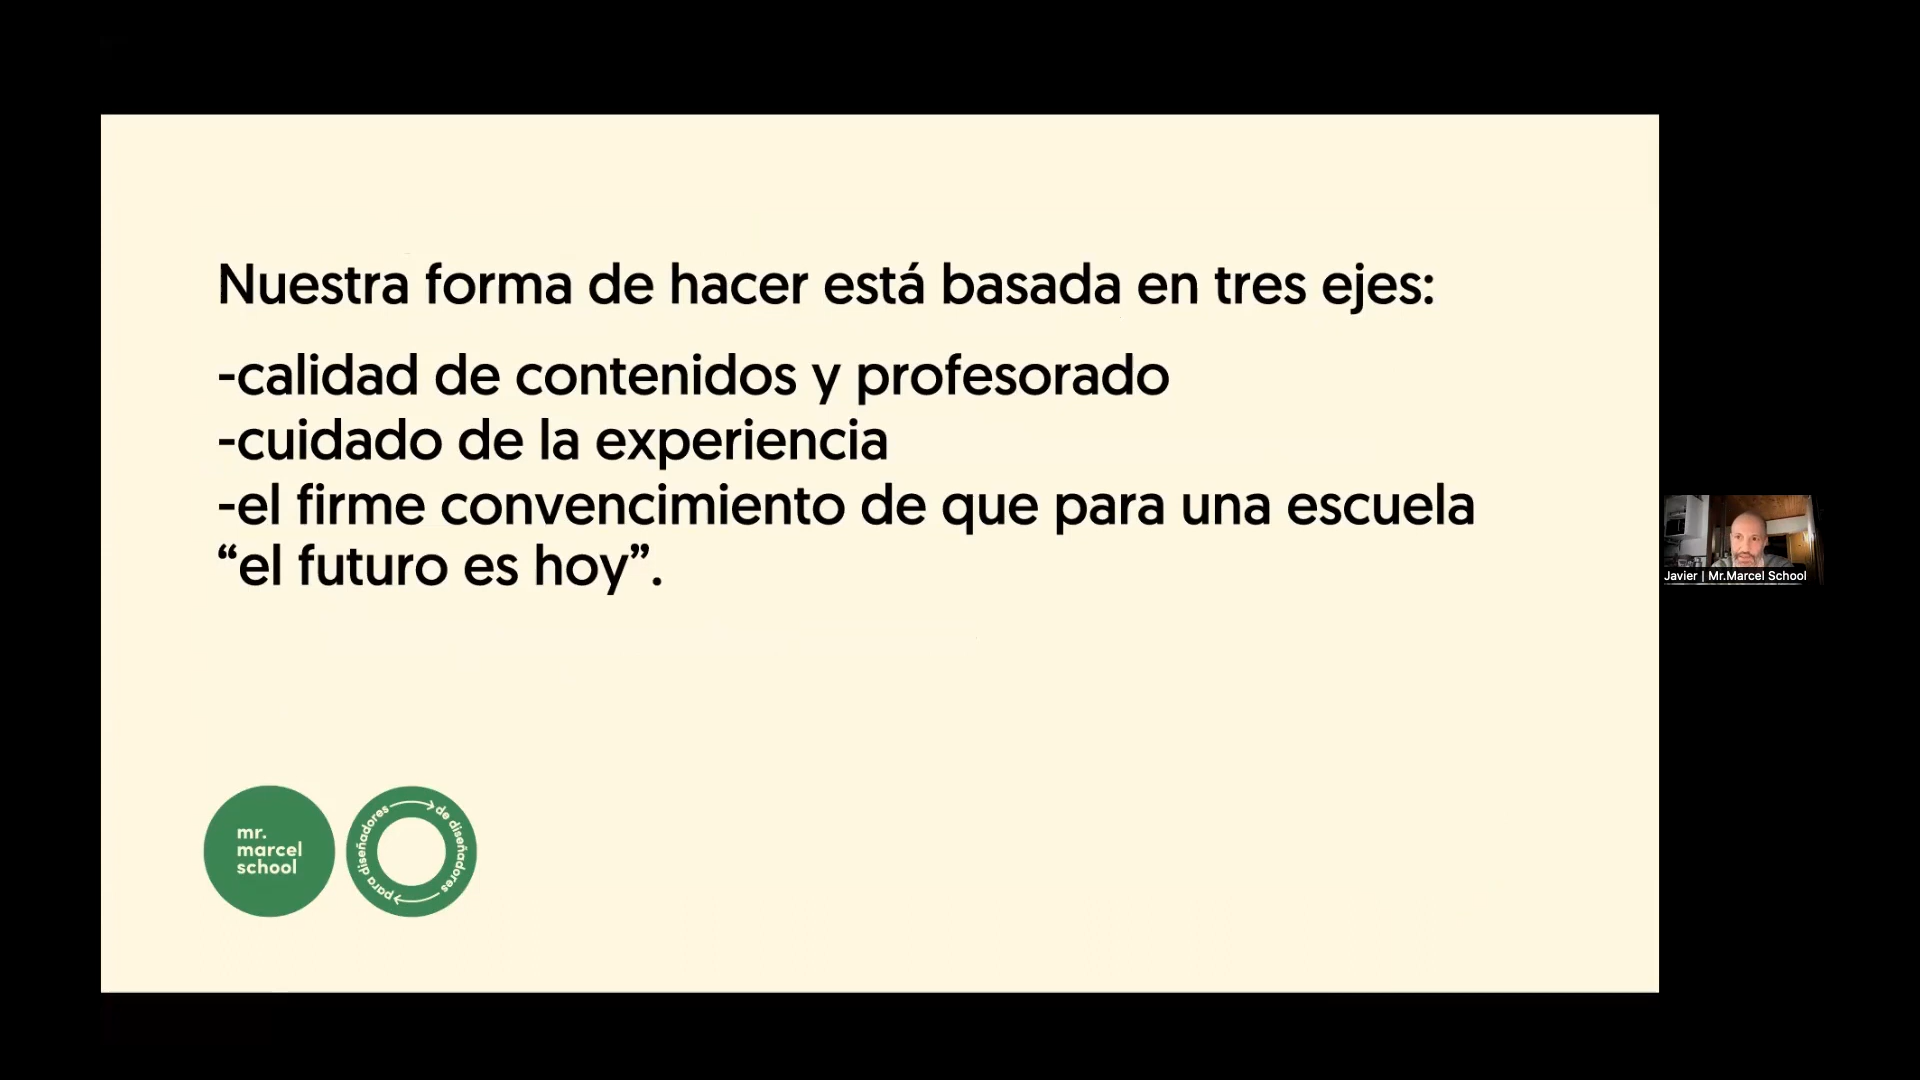 Nuestra forma de hacer está basada en tres ejes:
-calidad de contenidos y profesorado
-cuidado de la experiencia
-el firme convencimiento de que para una escuela
“el futuro es hoy”.
Javier | Mr.Marcel School
mr.
marcel
school
de diseñadores
para diseñadores